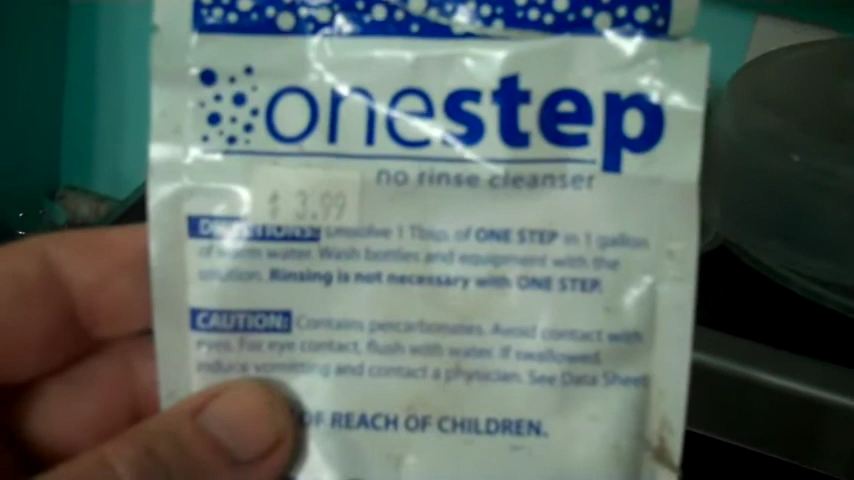 onestep
no rinse cleanser
$ 3.99
DIRECTIONS: Dissolve 1 Tbsp. of ONE STEP in 1 gallon
of warm water. Wash bottles and equipment with the
solution. Rinsing is not necessary with ONE STEP.
CAUTION: Contains percarbonates. Avoid contact with
eyes. For eye contact, flush with water. If swallowed,
induce vomitting and contact a physician. See Data Sheet
OF REACH OF CHILDREN.